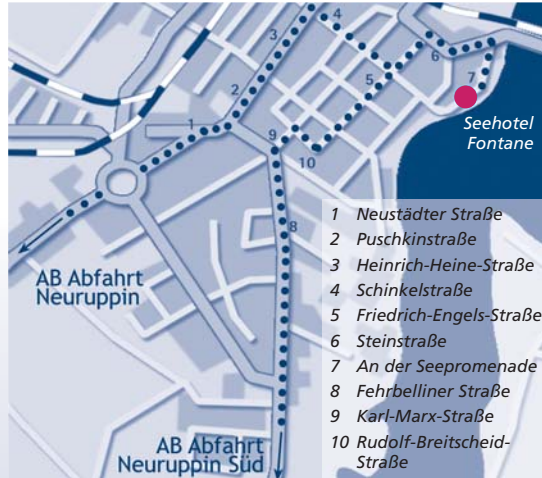 4
3
5
6
2
7
1
9
10
Seehotel
Fontane
8
AB Abfahrt
Neuruppin
AB Abfahrt
Neuruppin Süd
1 Neustädter Straße
2 Puschkinstraße
3 Heinrich-Heine-Straße
4 Schinkelstraße
5 Friedrich-Engels-Straße
6 Steinstraße
7 An der Seepromenade
8 Fehrbelliner Straße
9 Karl-Marx-Straße
10 Rudolf-Breitscheid-
Straße